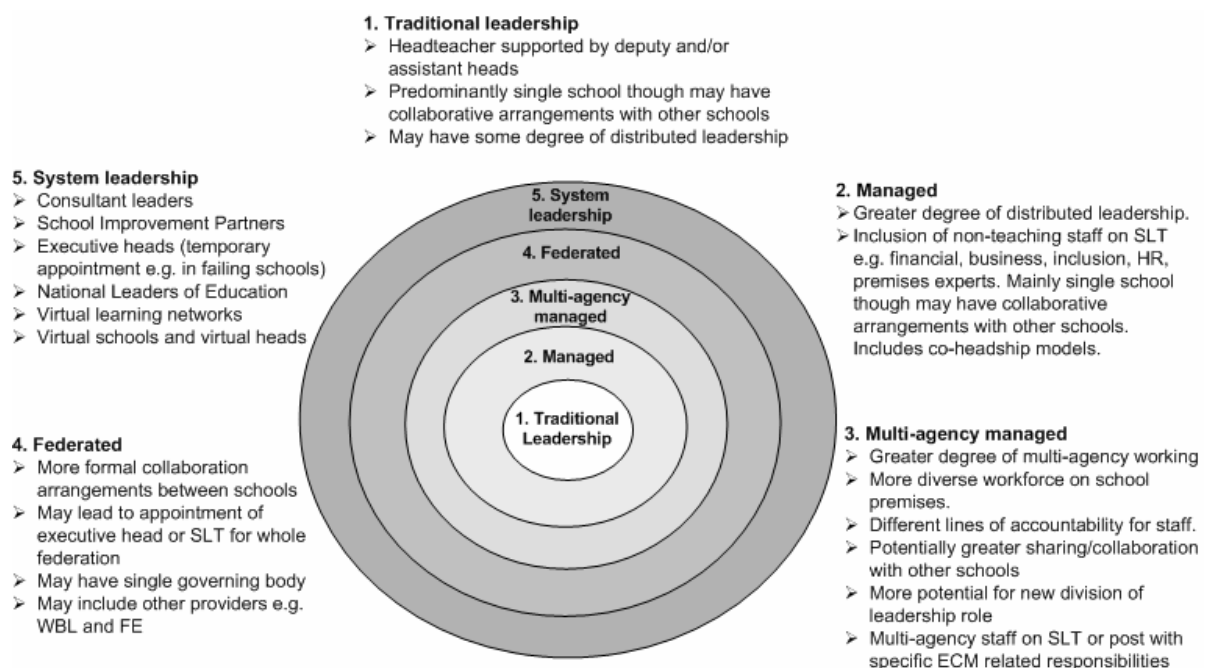 1. Traditional leadership
➢ Headteacher supported by deputy and/or
assistant heads
➢ Predominantly single school though may have
collaborative arrangements with other schools
➢ May have some degree of distributed leadership
5. System leadership
➢ Consultant leaders
➢ School Improvement Partners
➢ Executive heads (temporary
appointment e.g. in failing schools)
➢ National Leaders of Education
➢ Virtual learning networks
➢ Virtual schools and virtual heads
2. Managed
➢ Greater degree of distributed leadership.
➢ Inclusion of non-teaching staff on SLT
e.g. financial, business, inclusion, HR,
premises experts. Mainly single school
though may have collaborative
arrangements with other schools.
Includes co-headship models.
5. System
leadership
4. Federated
3. Multi-agency
managed
2. Managed
1. Traditional
Leadership
4. Federated
➢ More formal collaboration
arrangements between schools
➢ May lead to appointment of
executive head or SLT for whole
federation
➢ May have single governing body
➢ May include other providers e.g.
WBL and FE
3. Multi-agency managed
➢ Greater degree of multi-agency working
➢ More diverse workforce on school
premises.
➢ Different lines of accountability for staff.
➢ Potentially greater sharing/collaboration
with other schools
➢ More potential for new division of
leadership role
➢ Multi-agency staff on SLT or post with
specific ECM related responsibilities